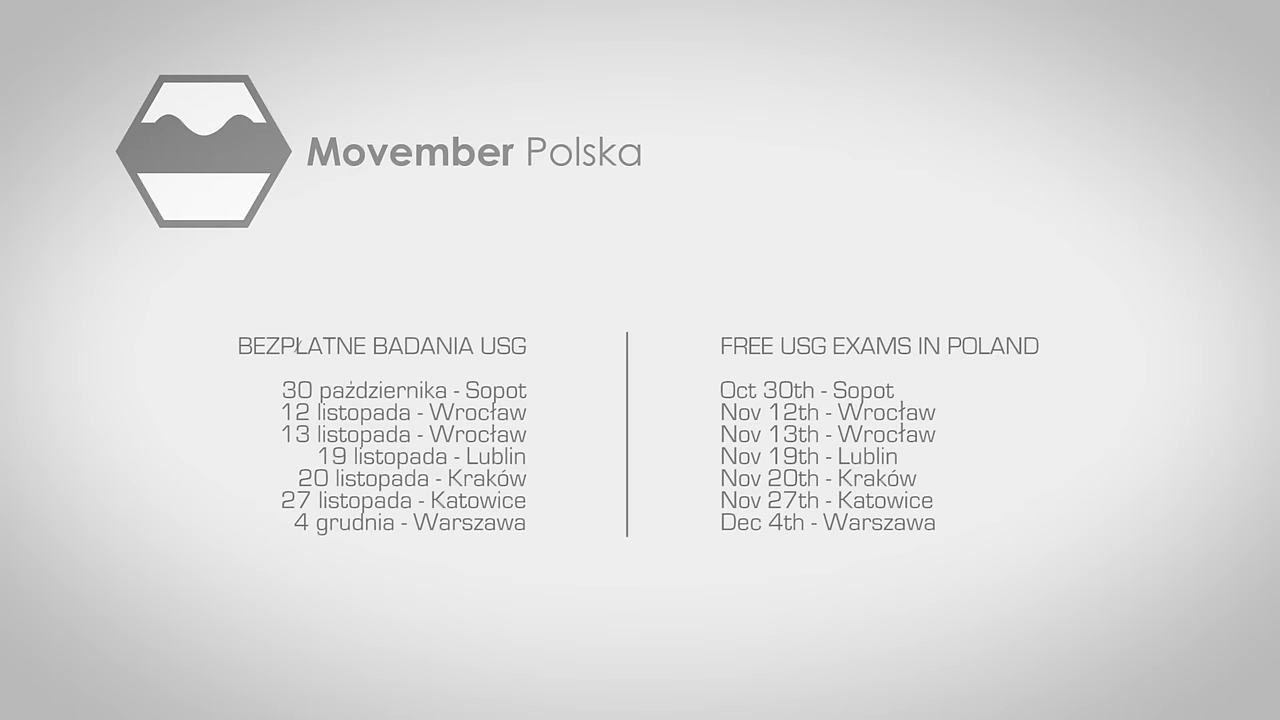 Movember Polska
BEZPŁATNE BADANIA USG
30 października - Sopot
12 listopada - Wrocław
13 listopada - Wrocław
19 listopada - Lublin
20 listopada - Kraków
27 listopada - Katowice
4 grudnia - Warszawa
FREE USG EXAMS IN POLAND
Oct 30th - Sopot
Nov 12th - Wrocław
Nov 13th - Wrocław
Nov 19th - Lublin
Nov 20th - Kraków
Nov 27th - Katowice
Dec 4th - Warszawa